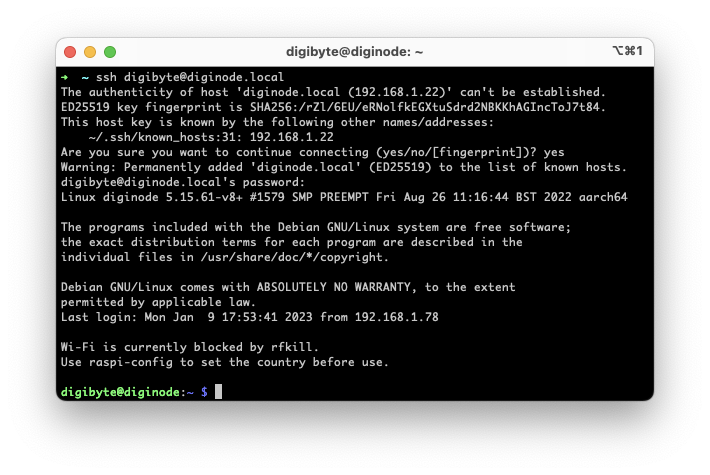 digibyte@diginode: ~
⌥⌘1
➜  ~ ssh digibyte@diginode.local
The authenticity of host 'diginode.local (192.168.1.22)' can't be established.
ED25519 key fingerprint is SHA256:/rZl/6EU/eRNolfkEGXtuSdrd2NBKKhAGIncToJ7t84.
This host key is known by the following other names/addresses:
    ~/.ssh/known_hosts:31: 192.168.1.22
Are you sure you want to continue connecting (yes/no/[fingerprint])? yes
Warning: Permanently added 'diginode.local' (ED25519) to the list of known hosts.
digibyte@diginode.local's password:
Linux diginode 5.15.61-v8+ #1579 SMP PREEMPT Fri Aug 26 11:16:44 BST 2022 aarch64
The programs included with the Debian GNU/Linux system are free software;
the exact distribution terms for each program are described in the
individual files in /usr/share/doc/*/copyright.
Debian GNU/Linux comes with ABSOLUTELY NO WARRANTY, to the extent
permitted by applicable law.
Last login: Mon Jan  9 17:53:41 2023 from 192.168.1.78
Wi-Fi is currently blocked by rfkill.
Use raspi-config to set the country before use.
digibyte@diginode:~ $